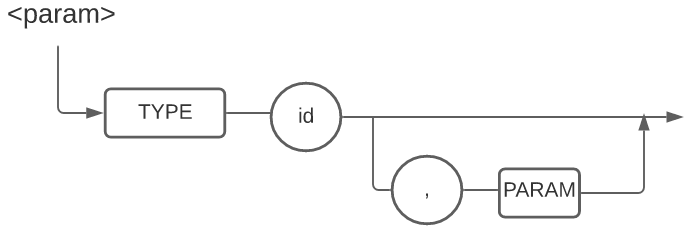 <param>
TYPE
id
,
PARAM